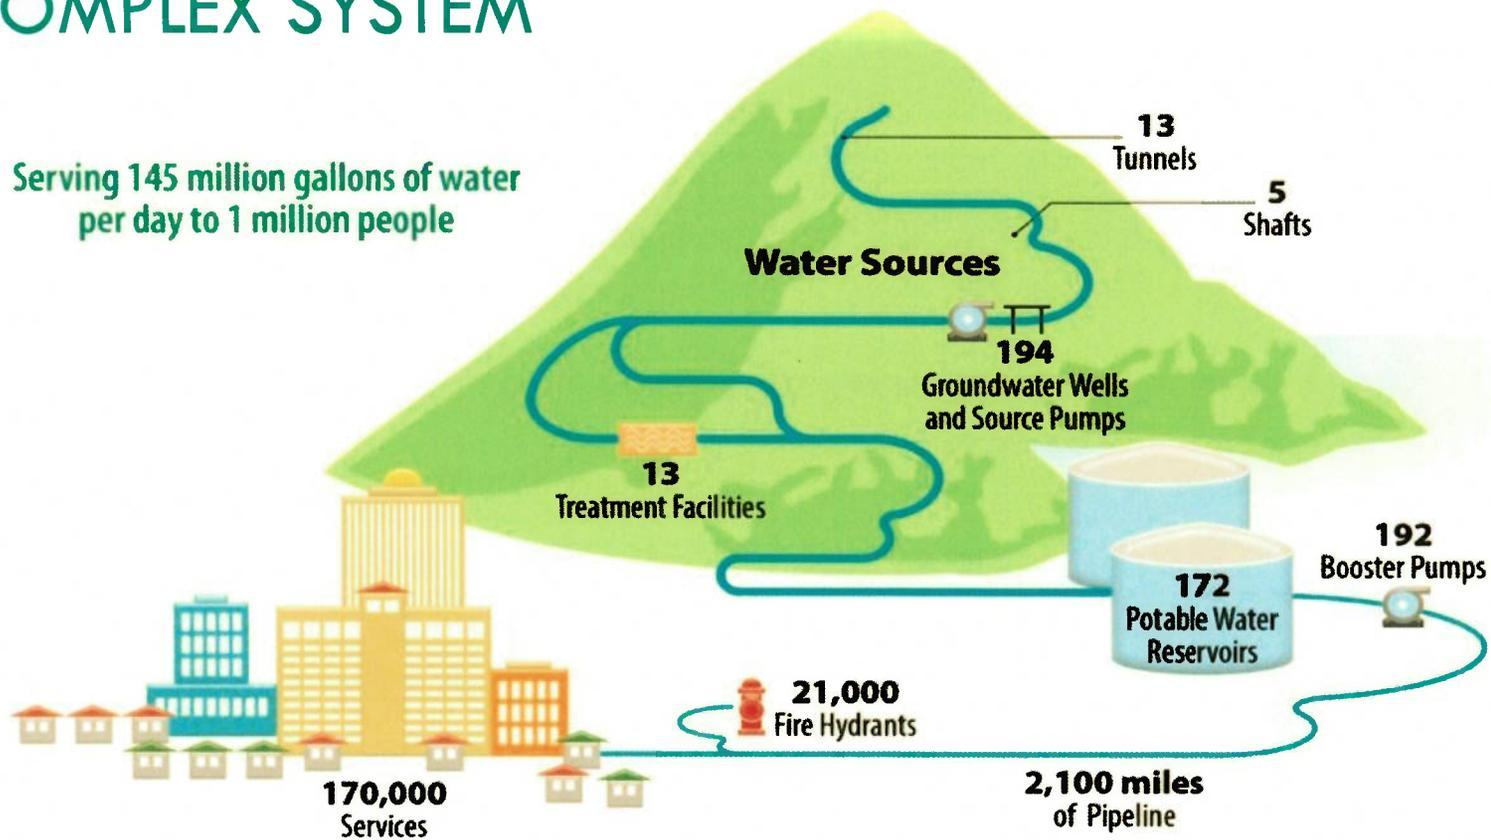 OMPLEX SYSTEM
Serving 145 million gallons of water
per day to 1 million people
13
Tunnels
5
Shafts
Water Sources
194
Groundwater Wells
and Source Pumps
13
Treatment Facilities
192
Booster Pumps
172
Potable Water
Reservoirs
21,000
Fire Hydrants
2,100 miles
of Pipeline
170,000
Services